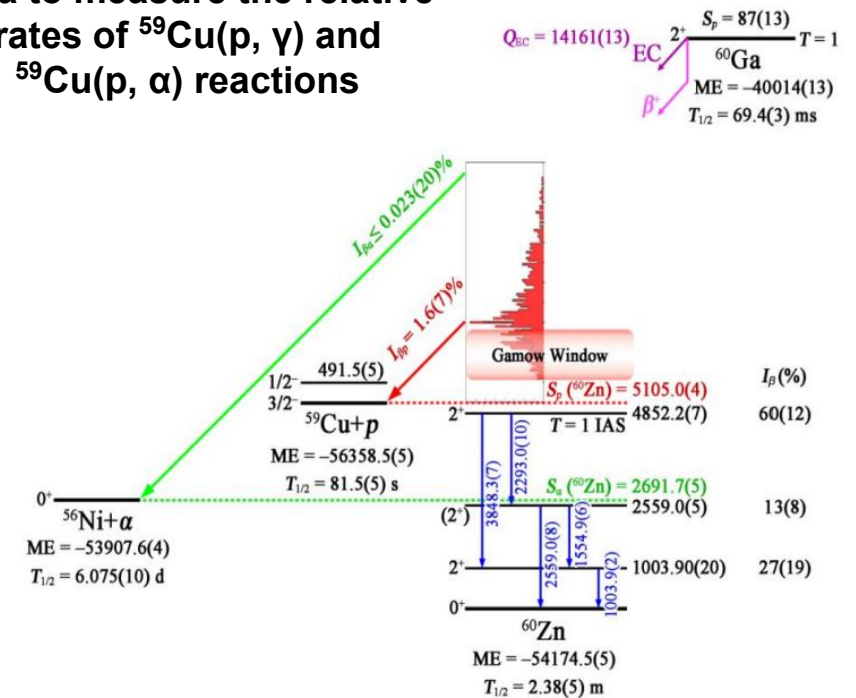 a to measure the relative
rates of ⁵⁹Cu(p, γ) and
⁵⁹Cu(p, α) reactions
Sₚ = 87(13)
Q_EC = 14161(13)
EC
2⁺
T = 1
⁶⁰Ga
β⁺
ME = −40014(13)
T₁/₂ = 69.4(3) ms
I_βα ≤ 0.023(20)%
I_βp = 1.6(7)%
Gamow Window
1/2⁻
491.5(5)
3/2⁻
Sₚ (⁶⁰Zn) = 5105.0(4)
I_β(%)
⁵⁹Cu+p
2⁺
T = 1 IAS
4852.2(7)
60(12)
ME = −56358.5(5)
T₁/₂ = 81.5(5) s
3848.3(7)
2293.0(10)
Sα (⁶⁰Zn) = 2691.7(5)
0⁺
⁵⁶Ni+α
(2⁺)
2559.0(5)
13(8)
ME = −53907.6(4)
T₁/₂ = 6.075(10) d
2559.0(8)
1554.9(6)
2⁺
1003.90(20)
27(19)
1003.9(2)
0⁺
⁶⁰Zn
ME = −54174.5(5)
T₁/₂ = 2.38(5) m